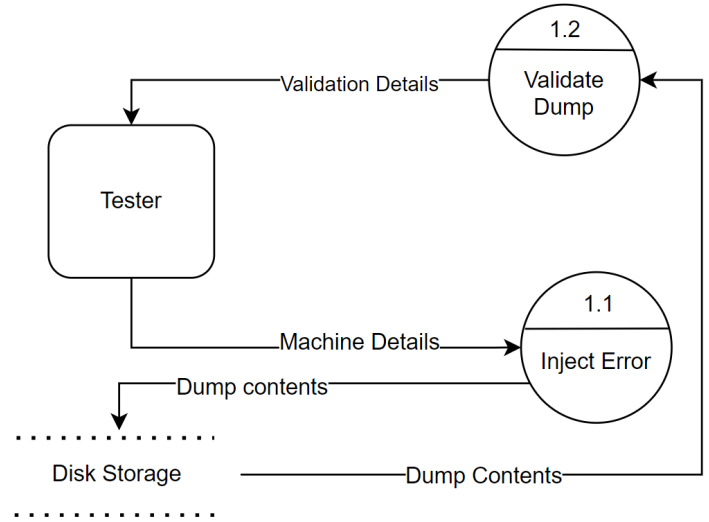 1.2
Validation Details
Validate
Dump
Tester
1.1
Machine Details
Inject Error
Dump contents
Disk Storage
Dump Contents